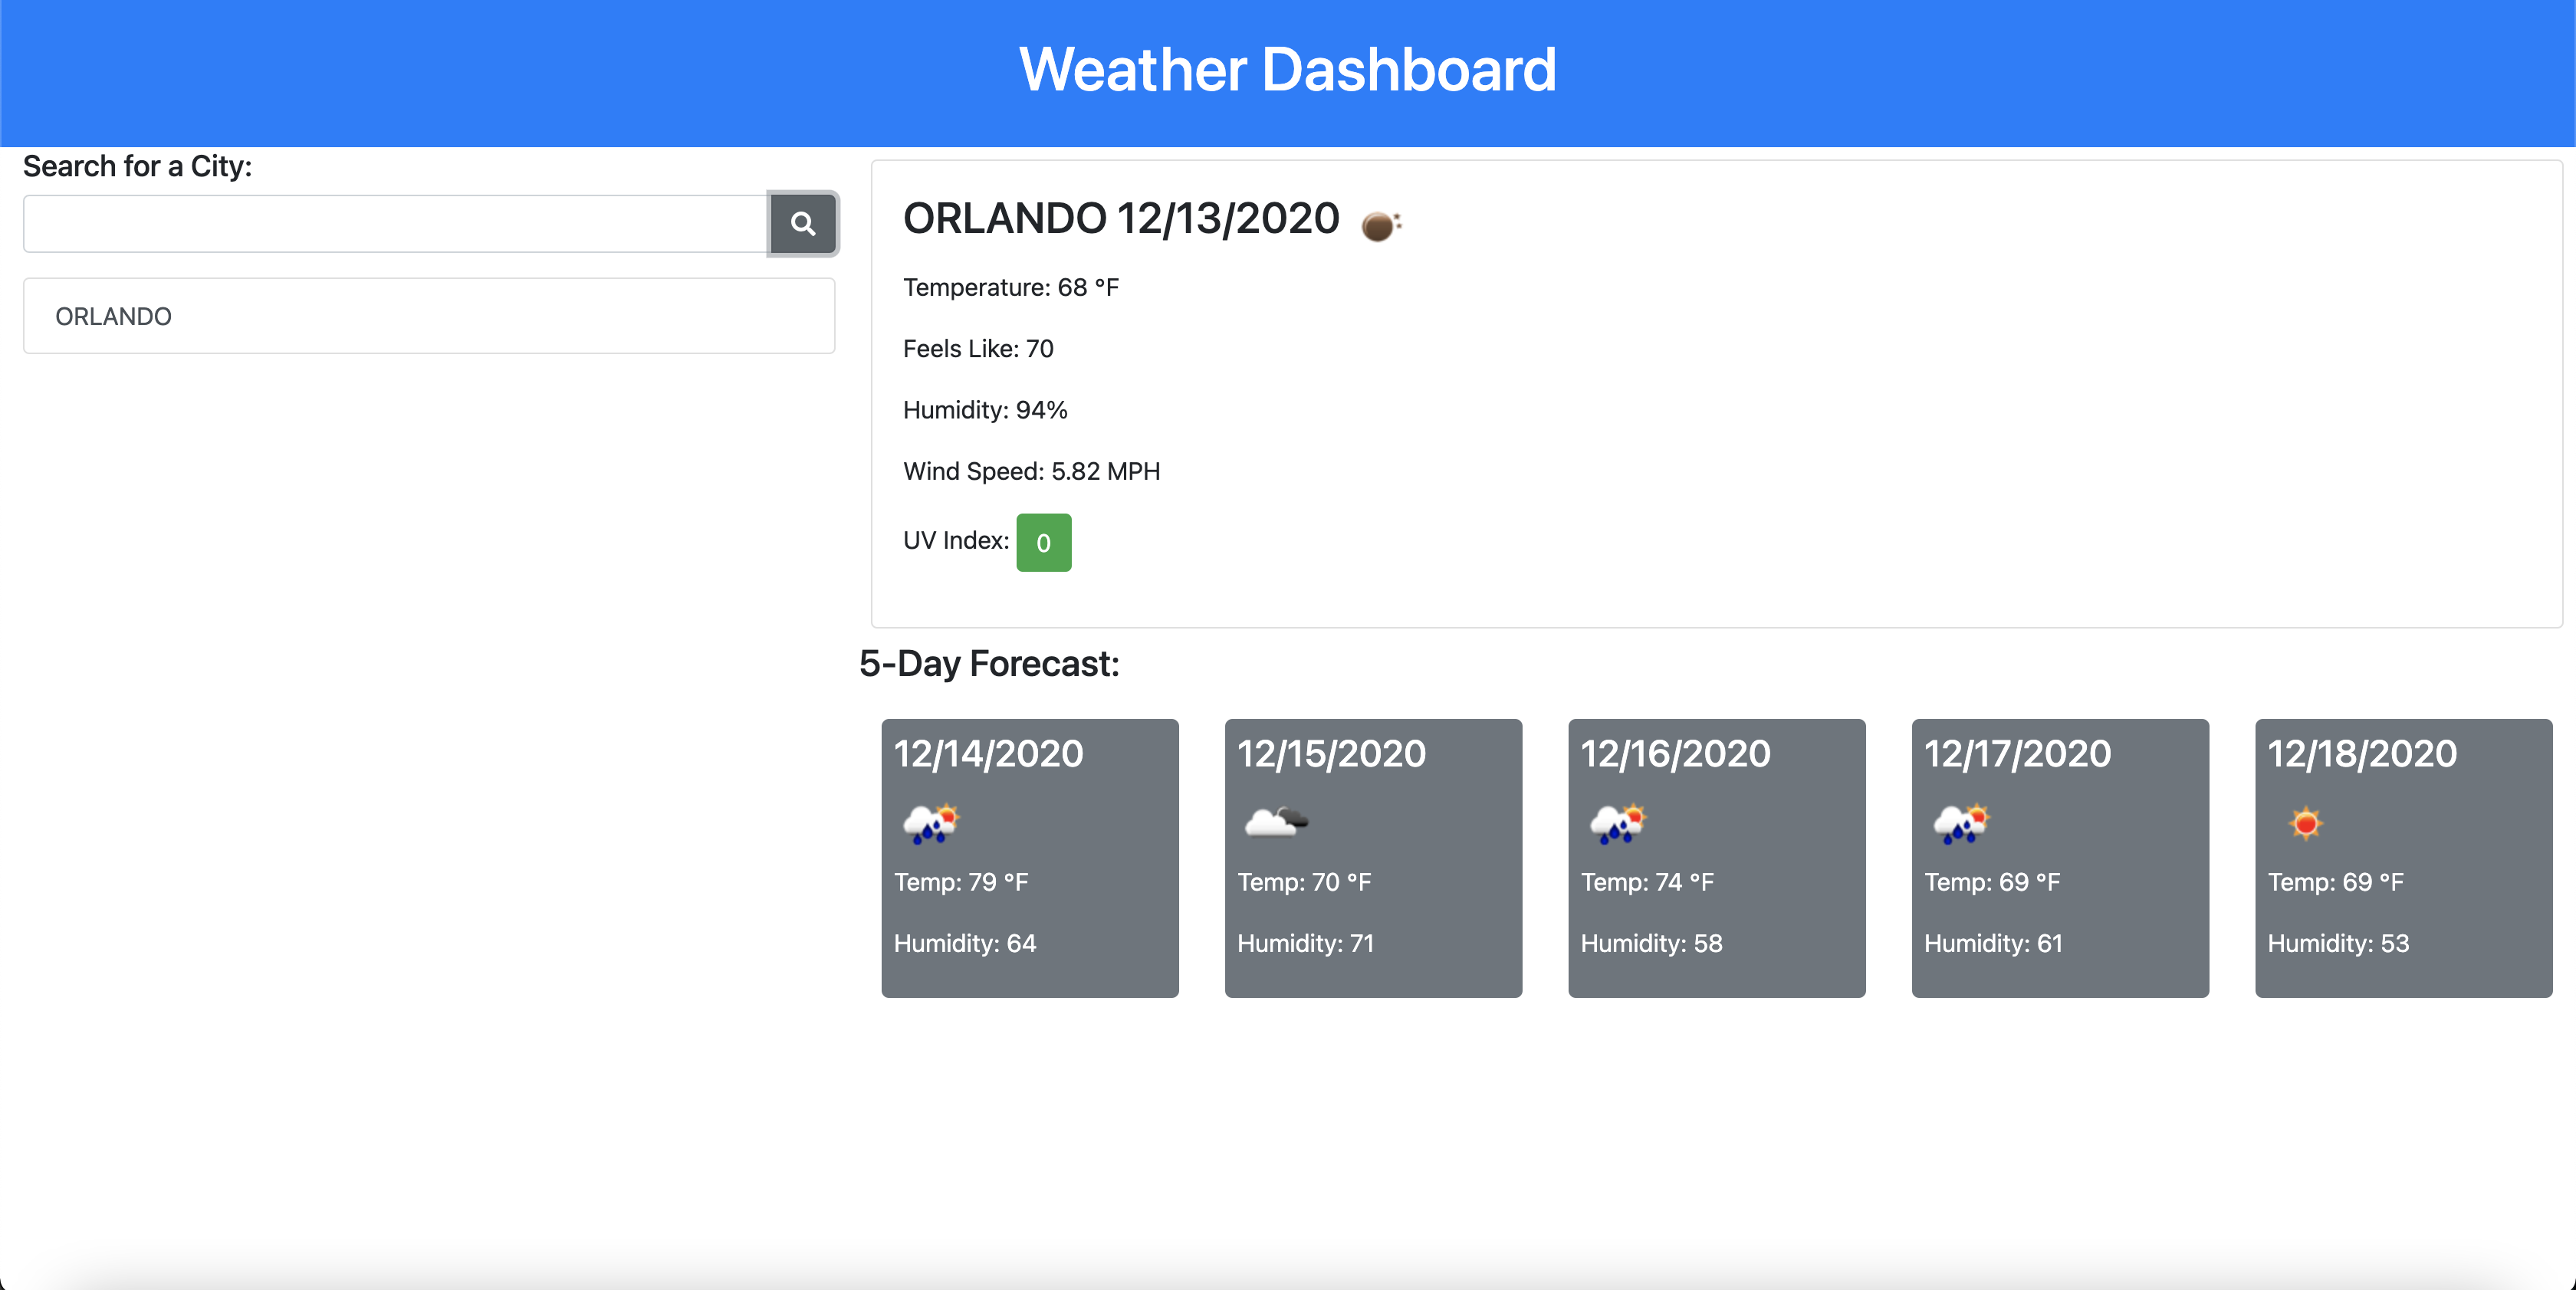 Weather Dashboard
Search for a City:
ORLANDO
ORLANDO 12/13/2020
Temperature: 68 °F
Feels Like: 70
Humidity: 94%
Wind Speed: 5.82 MPH
UV Index: 0
5-Day Forecast:
12/14/2020
Temp: 79 °F
Humidity: 64
12/15/2020
Temp: 70 °F
Humidity: 71
12/16/2020
Temp: 74 °F
Humidity: 58
12/17/2020
Temp: 69 °F
Humidity: 61
12/18/2020
Temp: 69 °F
Humidity: 53